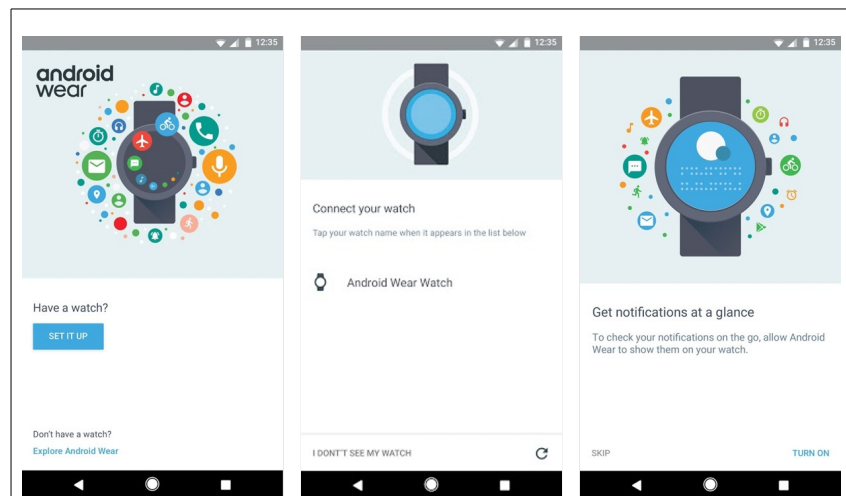 12:35
android
wear
Have a watch?
SET IT UP
Don't have a watch?
Explore Android Wear
12:35
Connect your watch
Tap your watch name when it appears in the list below
Android Wear Watch
I DONT'T SEE MY WATCH
12:35
Get notifications at a glance
To check your notifications on the go, allow Android
Wear to show them on your watch.
SKIP
TURN ON